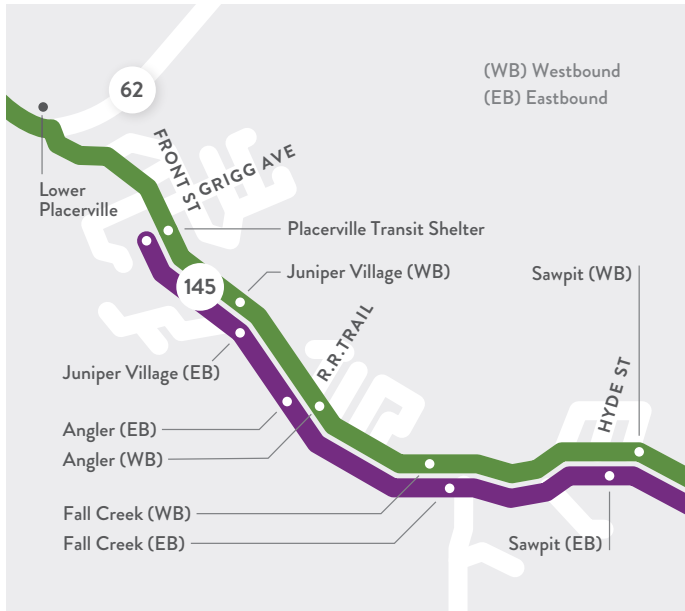 (WB) Westbound
(EB) Eastbound
62
FRONT ST
GRIGG AVE
Lower
Placerville
Placerville Transit Shelter
Juniper Village (WB)
Sawpit (WB)
145
R.R.TRAIL
Juniper Village (EB)
HYDE ST
Angler (EB)
Angler (WB)
Fall Creek (WB)
Fall Creek (EB)
Sawpit (EB)